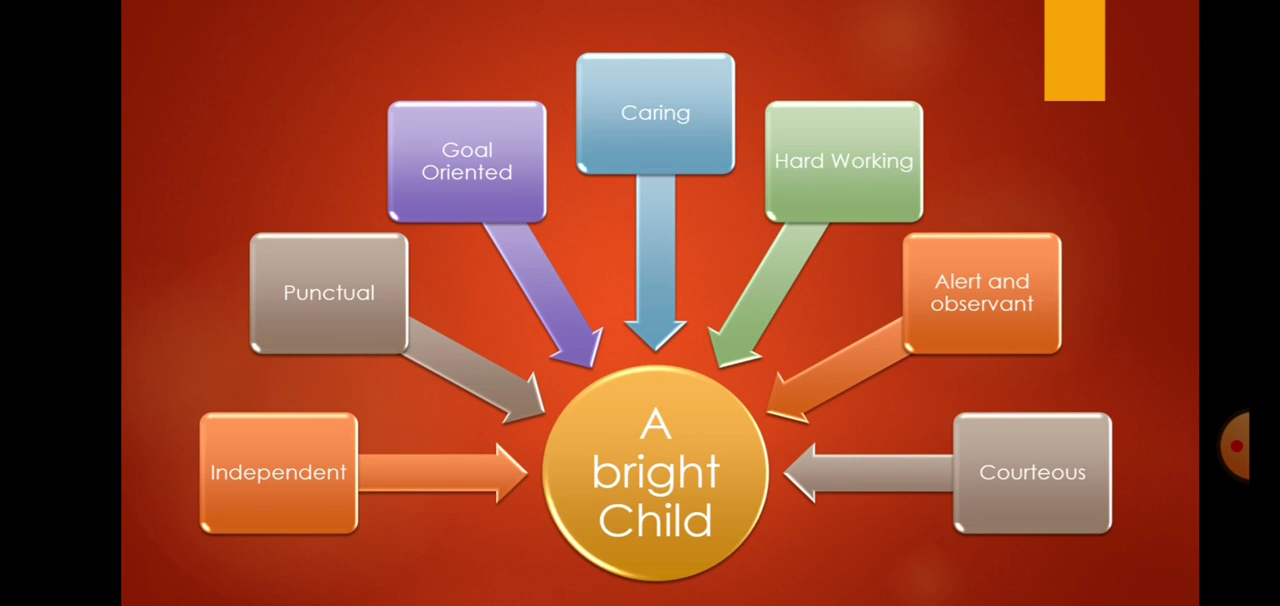 Caring
Goal
Oriented
Hard Working
Punctual
Alert and
observant
Independent
A
bright
Child
Courteous